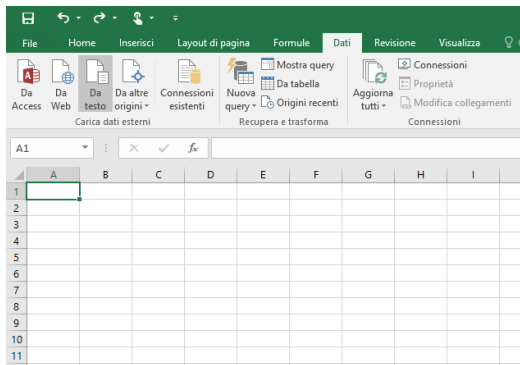 File Home Inserisci Layout di pagina Formule Dati Revisione Visualizza
Da Access
Da Web
Da testo
Da altre origini
Connessioni esistenti
Carica dati esterni
Nuova query
Mostra query
Da tabella
Origini recenti
Recupera e trasforma
Aggiorna tutti
Connessioni
Proprietà
Modifica collegamenti
Connessioni
A1 fx
A B C D E F G H I
1
2
3
4
5
6
7
8
9
10
11